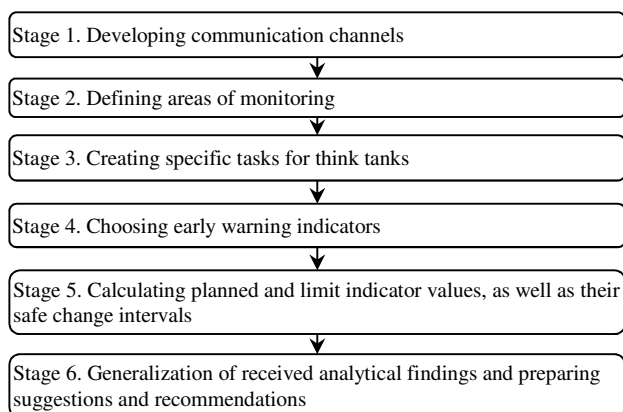 Stage 1. Developing communication channels
Stage 2. Defining areas of monitoring
Stage 3. Creating specific tasks for think tanks
Stage 4. Choosing early warning indicators
Stage 5. Calculating planned and limit indicator values, as well as their
safe change intervals
Stage 6. Generalization of received analytical findings and preparing
suggestions and recommendations